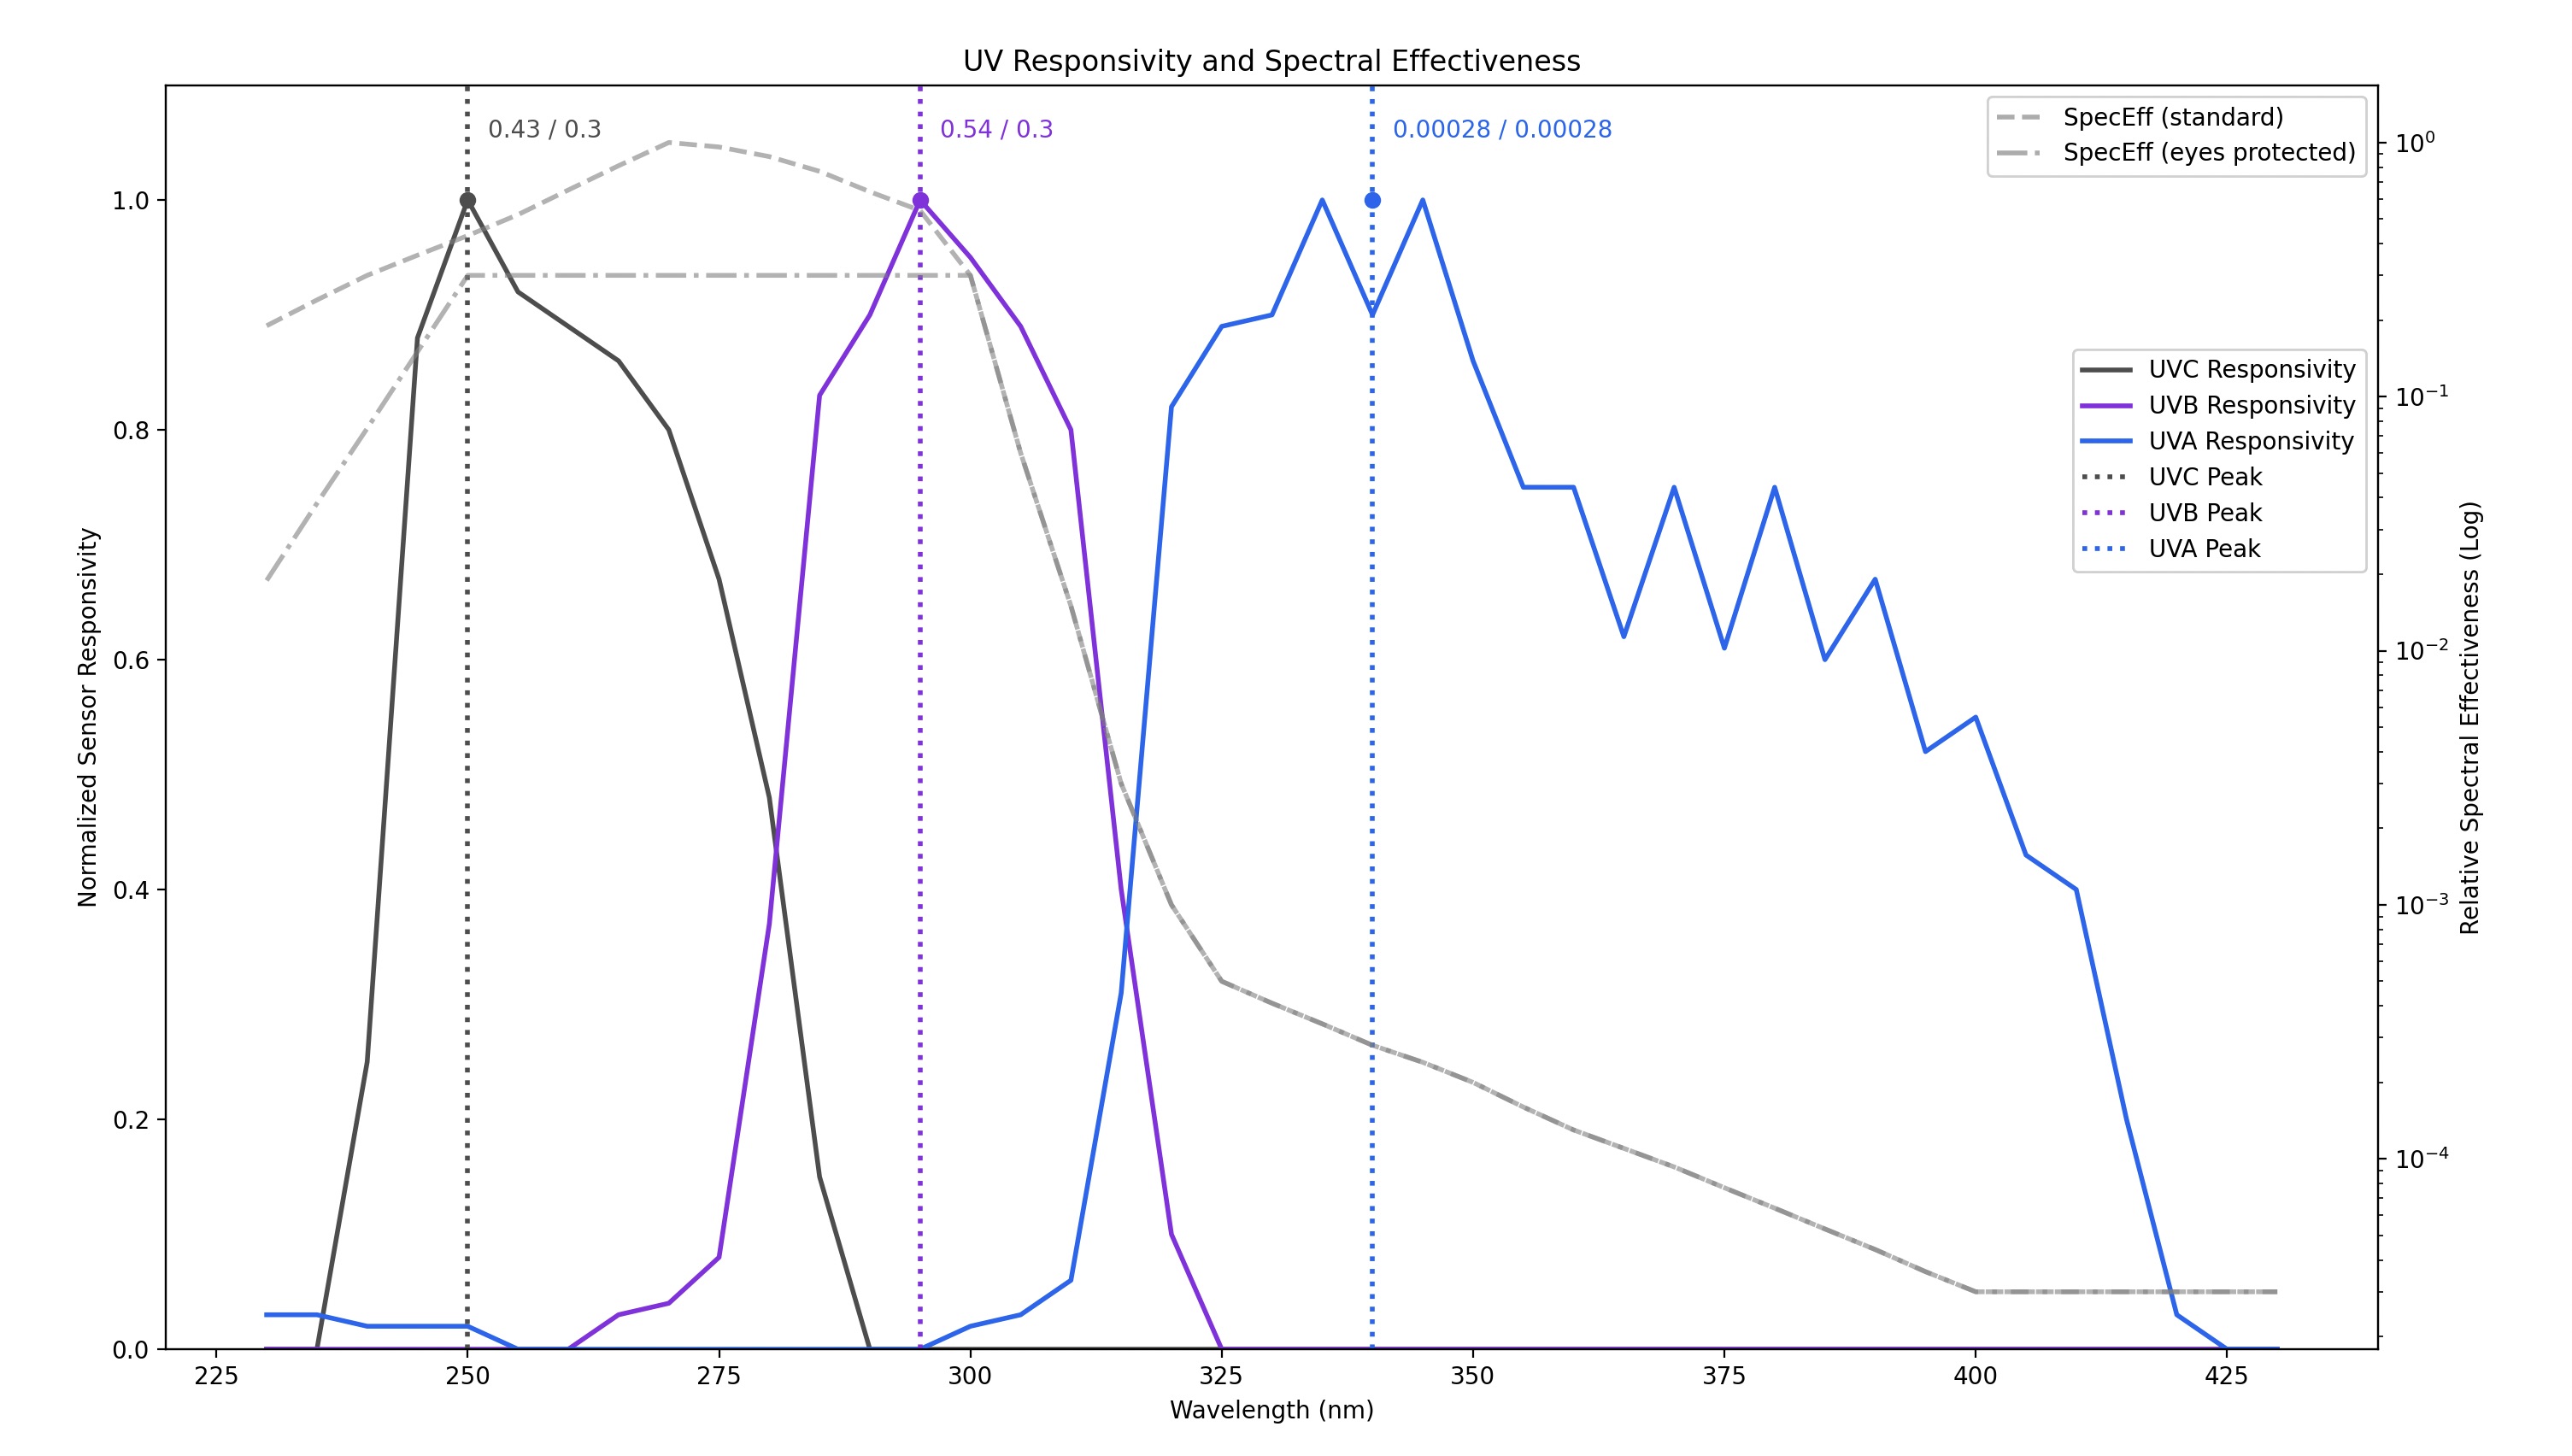 UV Responsivity and Spectral Effectiveness
0.43 / 0.3
0.54 / 0.3
0.00028 / 0.00028
SpecEff (standard)
SpecEff (eyes protected)
UVC Responsivity
UVB Responsivity
UVA Responsivity
UVC Peak
UVB Peak
UVA Peak
Normalized Sensor Responsivity
1.0
0.8
0.6
0.4
0.2
0.0
10⁰
10⁻¹
10⁻²
10⁻³
10⁻⁴
Relative Spectral Effectiveness (Log)
225 250 275 300 325 350 375 400 425
Wavelength (nm)